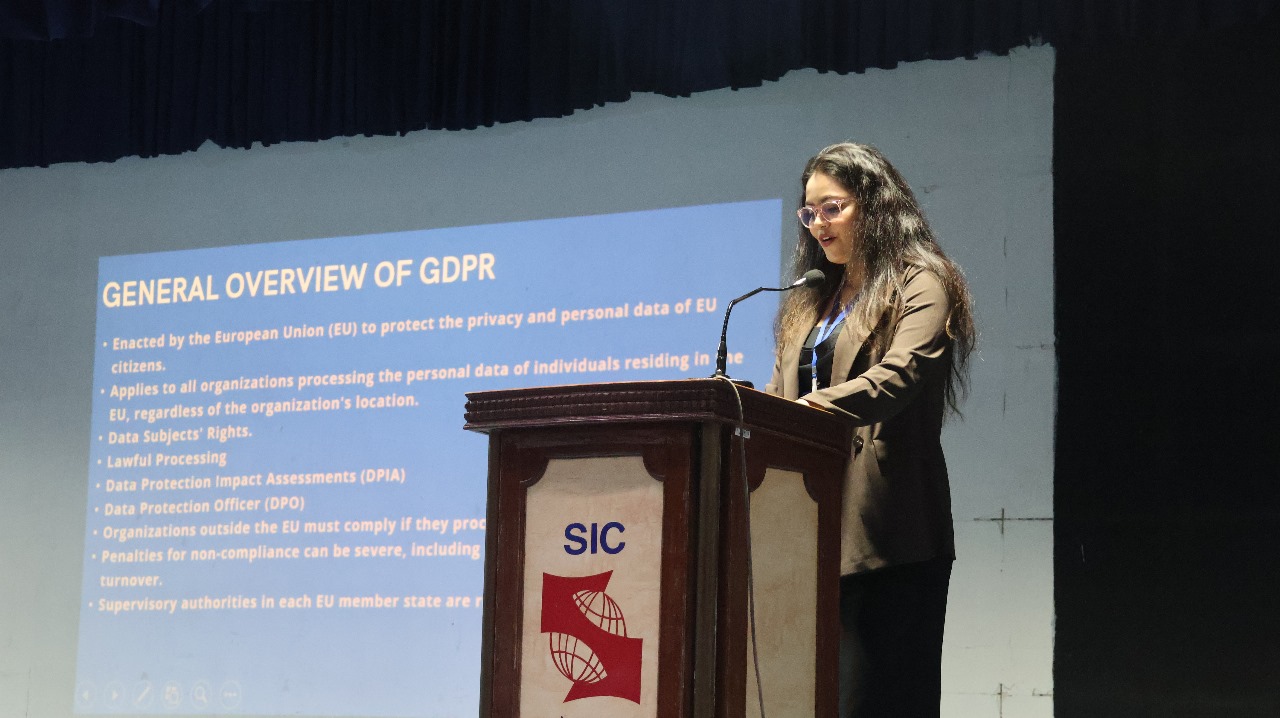 GENERAL OVERVIEW OF GDPR
• Enacted by the European Union (EU) to protect the privacy and personal data of EU
citizens.
• Applies to all organizations processing the personal data of individuals residing in the
EU, regardless of the organization's location.
• Data Subjects' Rights.
• Lawful Processing
• Data Protection Impact Assessments (DPIA)
• Data Protection Officer (DPO)
• Organizations outside the EU must comply if they
• Penalties for non-compliance can be severe, including
turnover.
• Supervisory authorities in each EU member state are
SIC